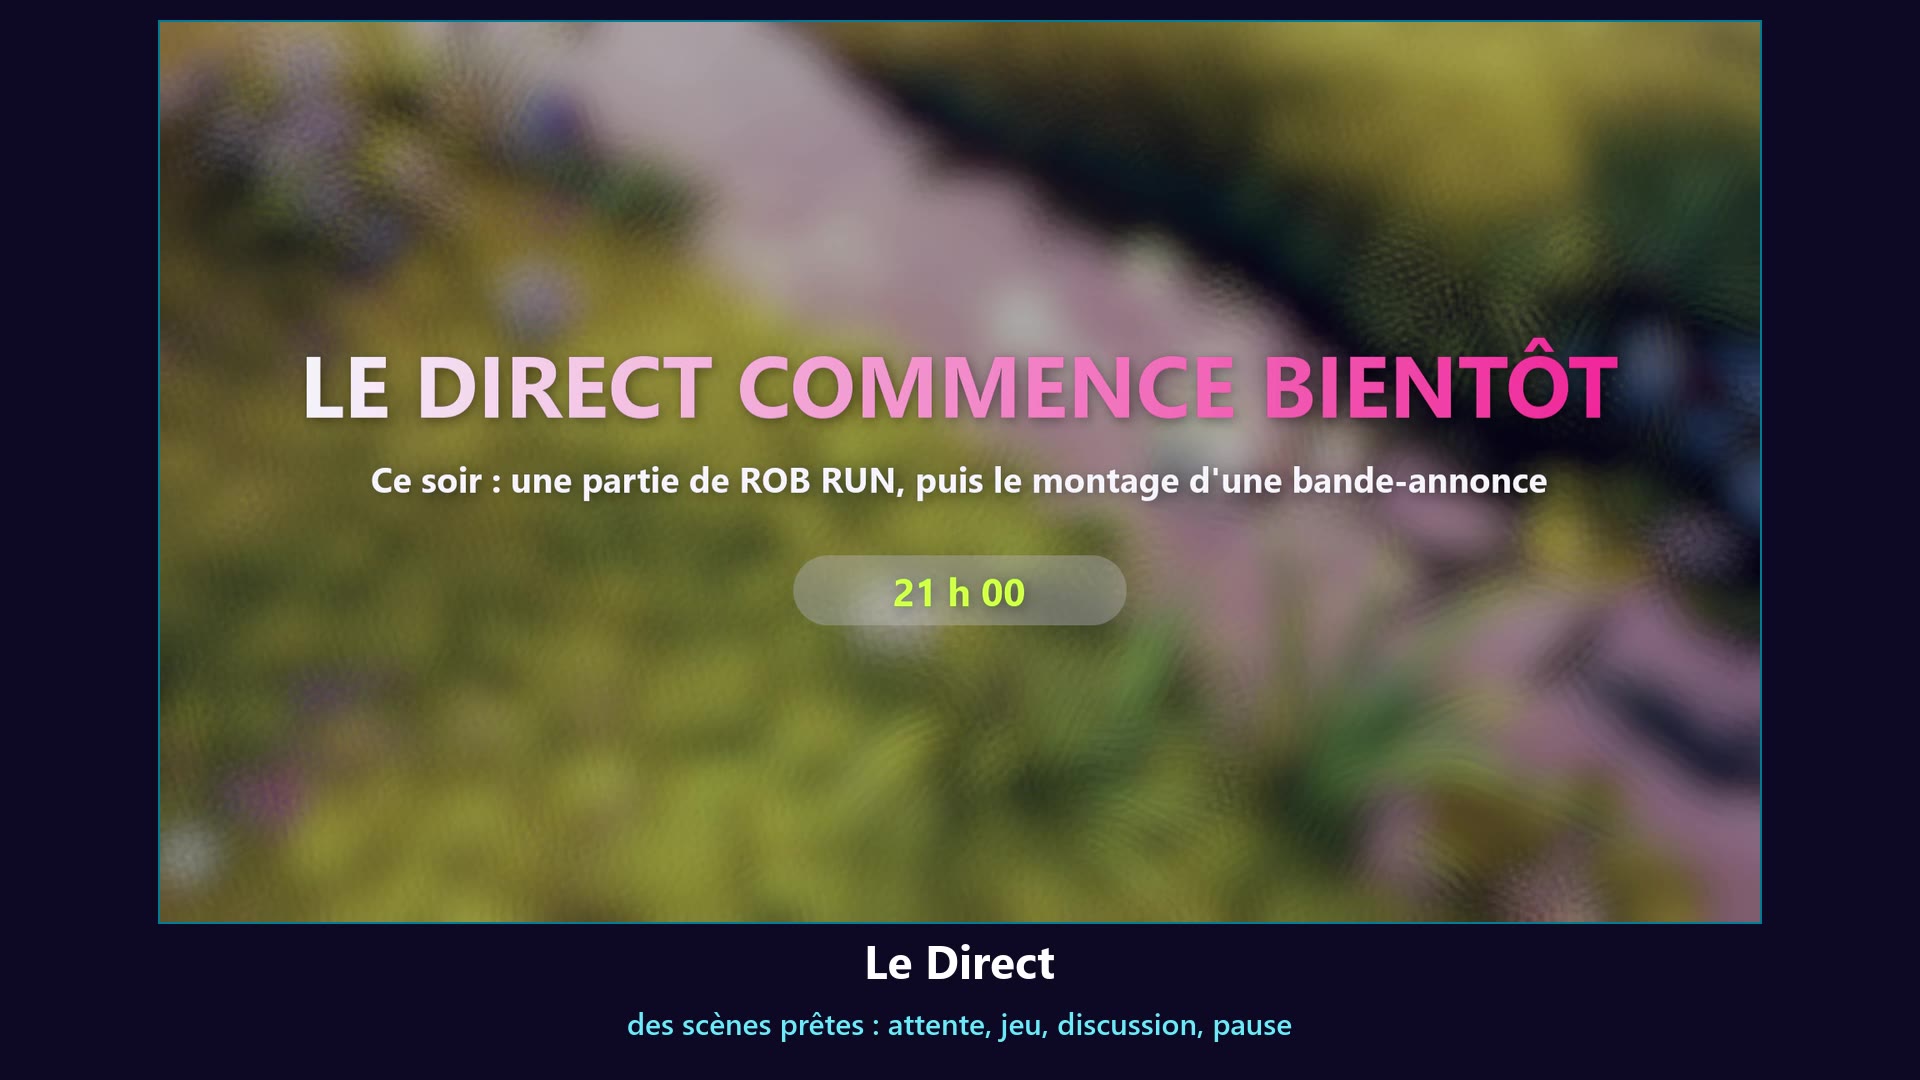 LE DIRECT COMMENCE BIENTÔT
Ce soir : une partie de ROB RUN, puis le montage d'une bande-annonce
21 h 00
Le Direct
des scènes prêtes : attente, jeu, discussion, pause